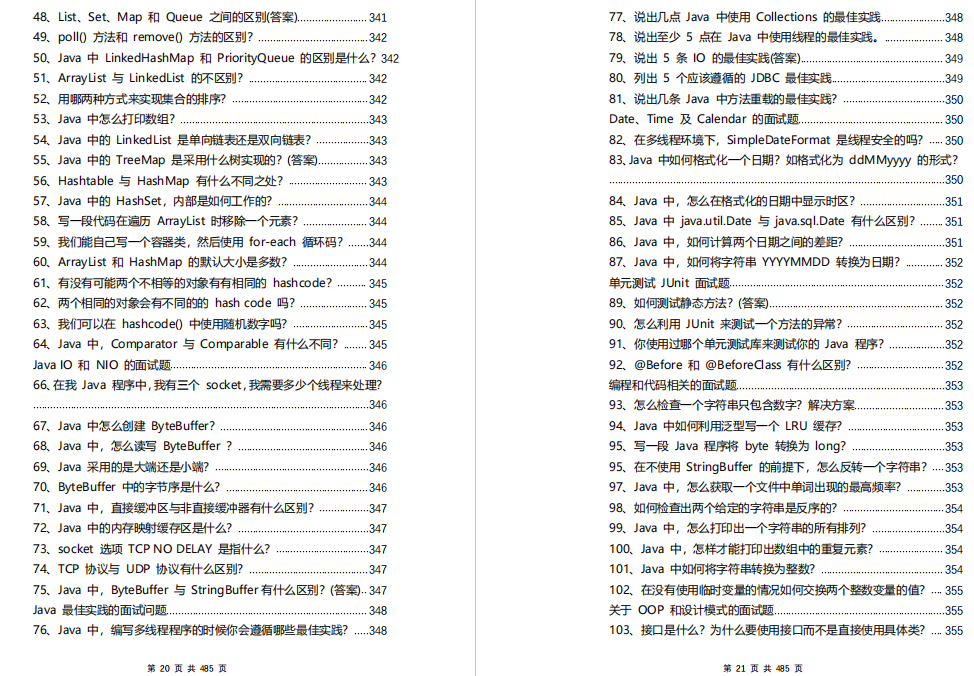 48、List、Set、Map 和 Queue 之间的区别(答案)............................ 341
49、poll() 方法和 remove() 方法的区别? ............................ 342
50、Java 中 LinkedHashMap 和 PriorityQueue 的区别是什么? 342
51、ArrayList 与 LinkedList 的不区别? ............................ 342
52、用哪两种方式来实现集合的排序? ............................ 342
53、Java 中怎么打印数组? ............................ 343
54、Java 中的 LinkedList 是单向链表还是双向链表? ................ 343
55、Java 中的 TreeMap 是采用什么树实现的? (答案)................ 343
56、Hashtable 与 HashMap 有什么不同之处? ...................... 343
57、Java 中的 HashSet, 内部是如何工作的? ........................ 344
58、写一段代码在遍历 ArrayList 时移除一个元素? .................. 344
59、我们能自己写一个容器类, 然后使用 for-each 循环码? .......344
60、ArrayList 和 HashMap 的默认大小是多数? ......................344
61、有没有可能两个不相等的对象有有相同的 hashcode? ......... 345
62、两个相同的对象会有不同的的 hash code 吗? .................. 345
63、我们可以在 hashcode() 中使用随机数字吗? ...................... 345
64、Java 中, Comparator 与 Comparable 有什么不同? ....... 345
Java IO 和 NIO 的面试题............................ 346
66、在我 Java 程序中, 我有三个 socket, 我需要多少个线程来处理?
............................346
67、Java 中怎么创建 ByteBuffer? ............................ 346
68、Java 中, 怎么读写 ByteBuffer ? ............................ 346
69、Java 采用的是大端还是小端? ............................ 346
70、ByteBuffer 中的字节序是什么? ............................ 346
71、Java 中, 直接缓冲区与非直接缓冲器有什么区别? ................ 347
72、Java 中的内存映射缓存区是什么? ............................ 347
73、socket 选项 TCP NO DELAY 是指什么? ............................ 347
74、TCP 协议与 UDP 协议有什么区别? ............................ 347
75、Java 中, ByteBuffer 与 StringBuffer 有什么区别? (答案).. 347
Java 最佳实践的面试问题............................ 348
76、Java 中, 编写多线程程序的时候你会遵循哪些最佳实践? .....348
第 20 页 共 485 页
77、说出几点 Java 中使用 Collections 的最佳实践......................348
78、说出至少 5 点在 Java 中使用线程的最佳实践。 .................... 348
79、说出 5 条 IO 的最佳实践(答案)............................ 349
80、列出 5 个应该遵循的 JDBC 最佳实践............................ 349
81、说出几条 Java 中方法重载的最佳实践? ............................ 350
Date、Time 及 Calendar 的面试题............................ 350
82、在多线程环境下, SimpleDateFormat 是线程安全的吗? .... 350
83、Java 中如何格式化一个日期? 如格式化为 ddMMyyyy 的形式?
............................350
84、Java 中, 怎么在格式化的日期中显示时区? ...................... 351
85、Java 中 java.util.Date 与 java.sql.Date 有什么区别? ....... 351
86、Java 中, 如何计算两个日期之间的差距? ............................ 351
87、Java 中, 如何将字符串 YYYYMMDD 转换为日期? ............. 352
单元测试 JUnit 面试题............................ 352
89、如何测试静态方法? (答案)............................ 352
90、怎么利用 JUnit 来测试一个方法的异常? ............................ 352
91、你使用过哪个单元测试库来测试你的 Java 程序? ................352
92、@Before 和 @BeforeClass 有什么区别? ............................ 352
编程和代码相关的面试题............................ 353
93、怎么检查一个字符串只包含数字? 解决方案............................353
94、Java 中如何利用泛型写一个 LRU 缓存? ............................ 353
95、写一段 Java 程序将 byte 转换为 long? ............................ 353
95、在不使用 StringBuffer 的前提下, 怎么反转一个字符串? ....353
97、Java 中, 怎么获取一个文件中单词出现的最高频率? ..........353
98、如何检查出两个给定的字符串是反序的? ............................ 354
99、Java 中, 怎么打印出一个字符串的所有排列? .................... 354
100、Java 中, 怎样才能打印出数组中的重复元素? .................. 354
101、Java 中如何将字符串转换为整数? ............................ 354
102、在没有使用临时变量的情况如何交换两个整数变量的值? .... 355
关于 OOP 和设计模式的面试题............................ 355
103、接口是什么? 为什么要使用接口而不是直接使用具体类? .... 355
第 21 页 共 485 页